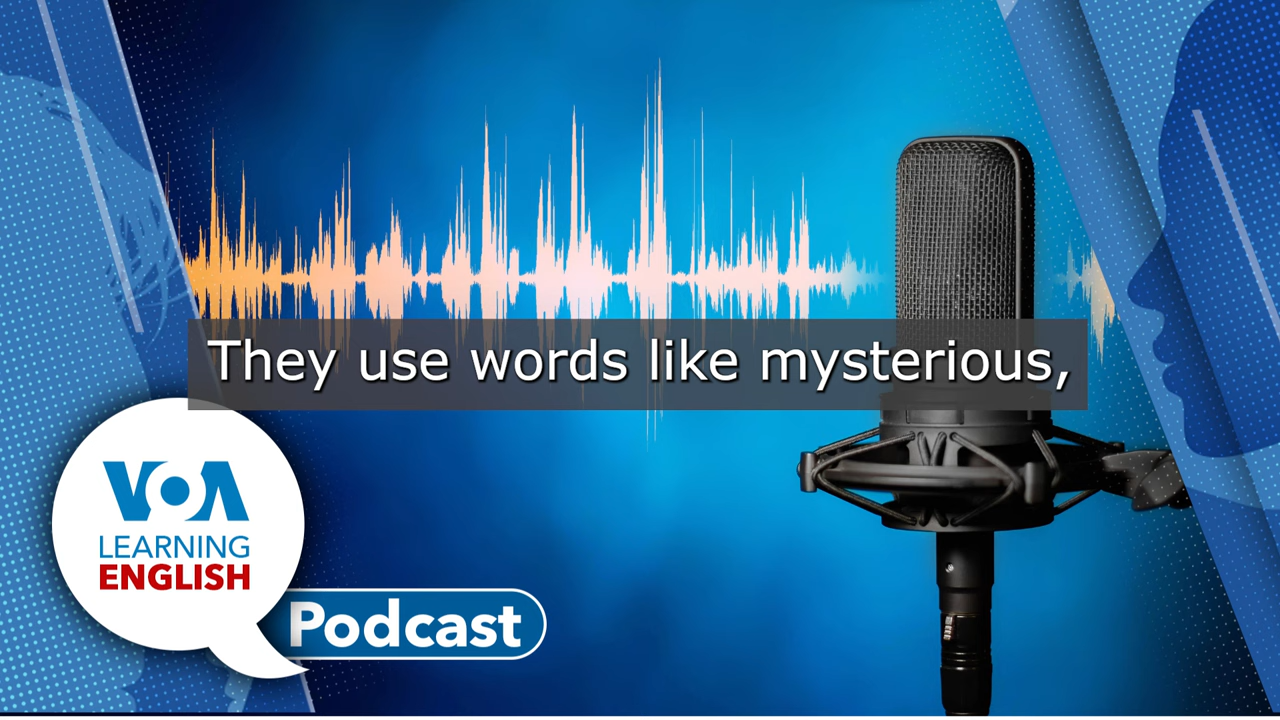 They use words like mysterious,
VOA
LEARNING
ENGLISH
Podcast